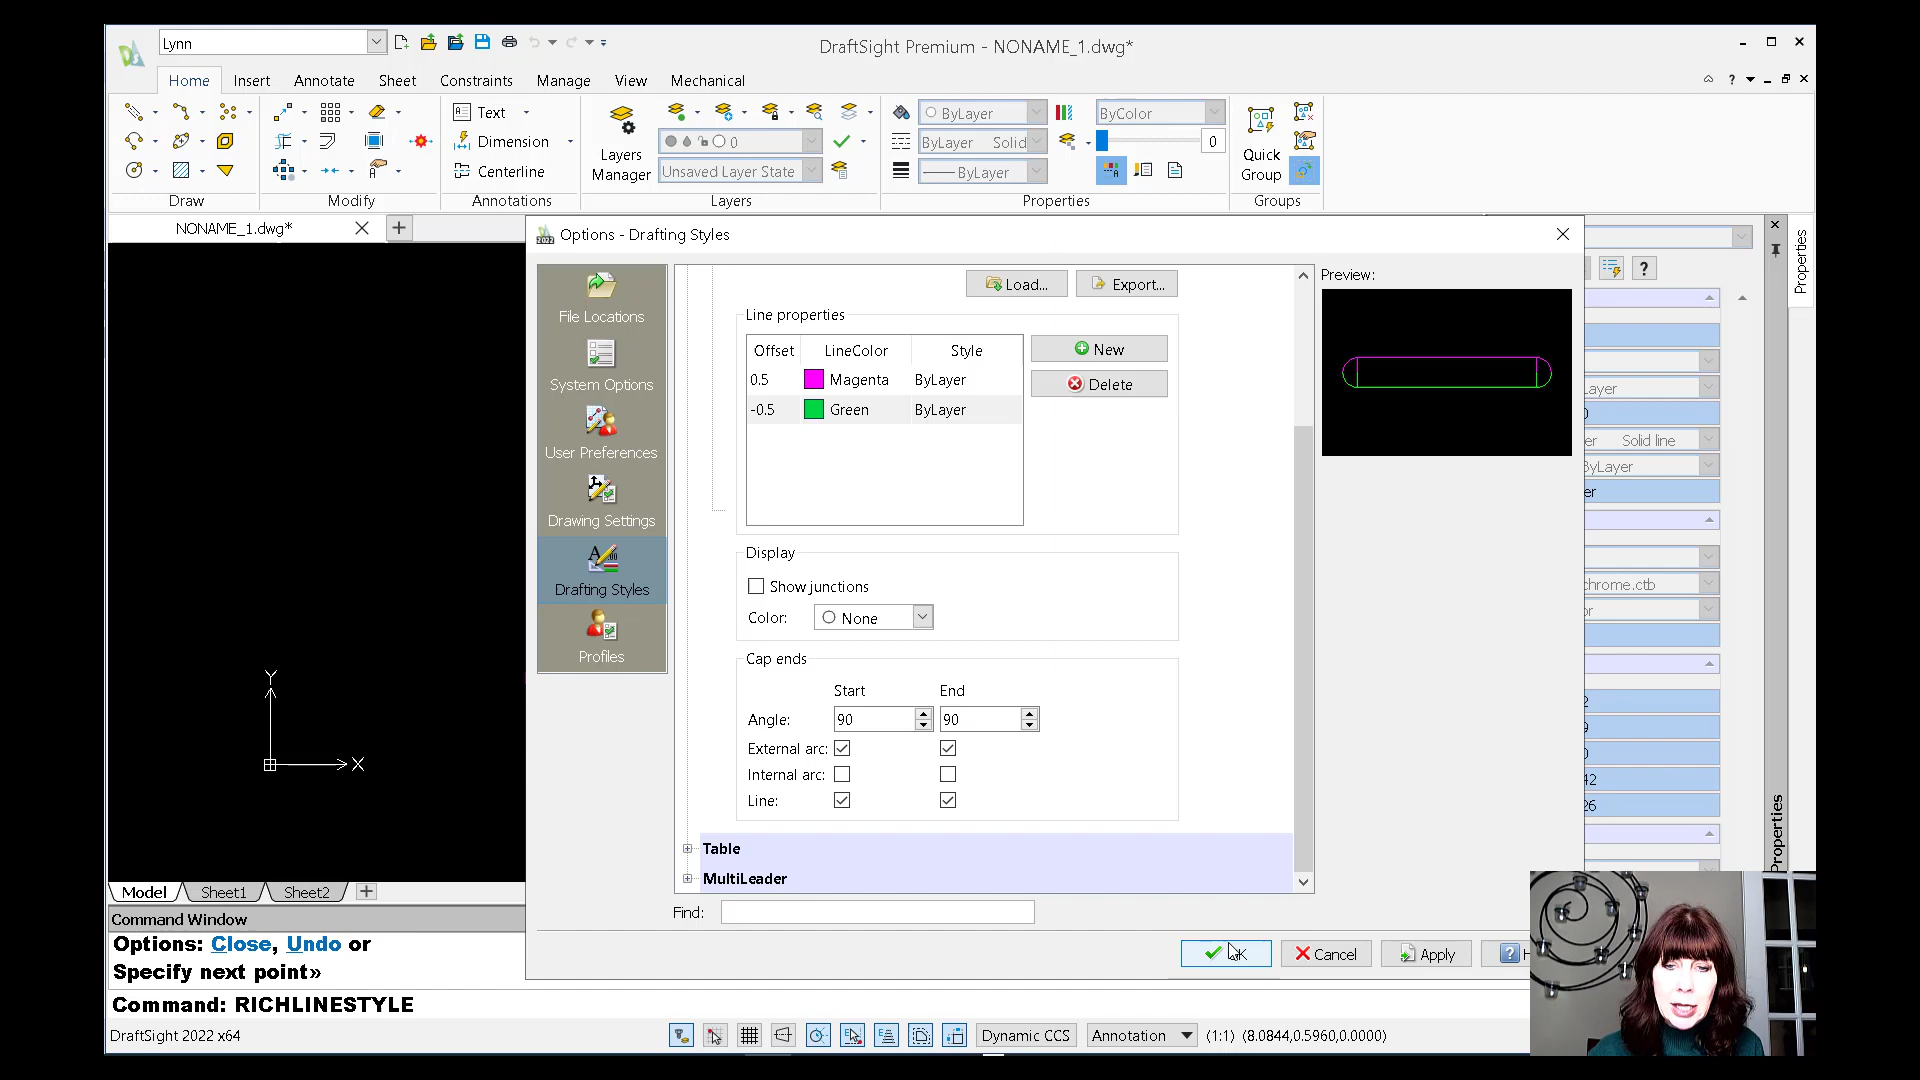 Lynn
DraftSight Premium - NONAME_1.dwg*
Home Insert Annotate Sheet Constraints Manage View Mechanical
Text
Dimension
Centerline
Layers
Manager
0
Unsaved Layer State
ByLayer
ByLayer Solid
ByLayer
ByColor
0
Quick
Group
Draw Modify Annotations Layers Properties Groups
NONAME_1.dwg*
Options - Drafting Styles
Properties
File Locations
System Options
User Preferences
Drawing Settings
Drafting Styles
Profiles
Load... Export...
Line properties
Offset LineColor Style
0.5 Magenta ByLayer
-0.5 Green ByLayer
New
Delete
Display
Show junctions
Color: None
Cap ends
Start End
Angle: 90 90
External arc:
Internal arc:
Line:
Table
MultiLeader
Find:
OK Cancel Apply
Preview:
Solid line
Properties
Y
X
Model Sheet1 Sheet2
Command Window
Options: Close, Undo or
Specify next point»
Command: RICHLINESTYLE
DraftSight 2022 x64
Dynamic CCS Annotation (1:1) (8.0844,0.5960,0.0000)